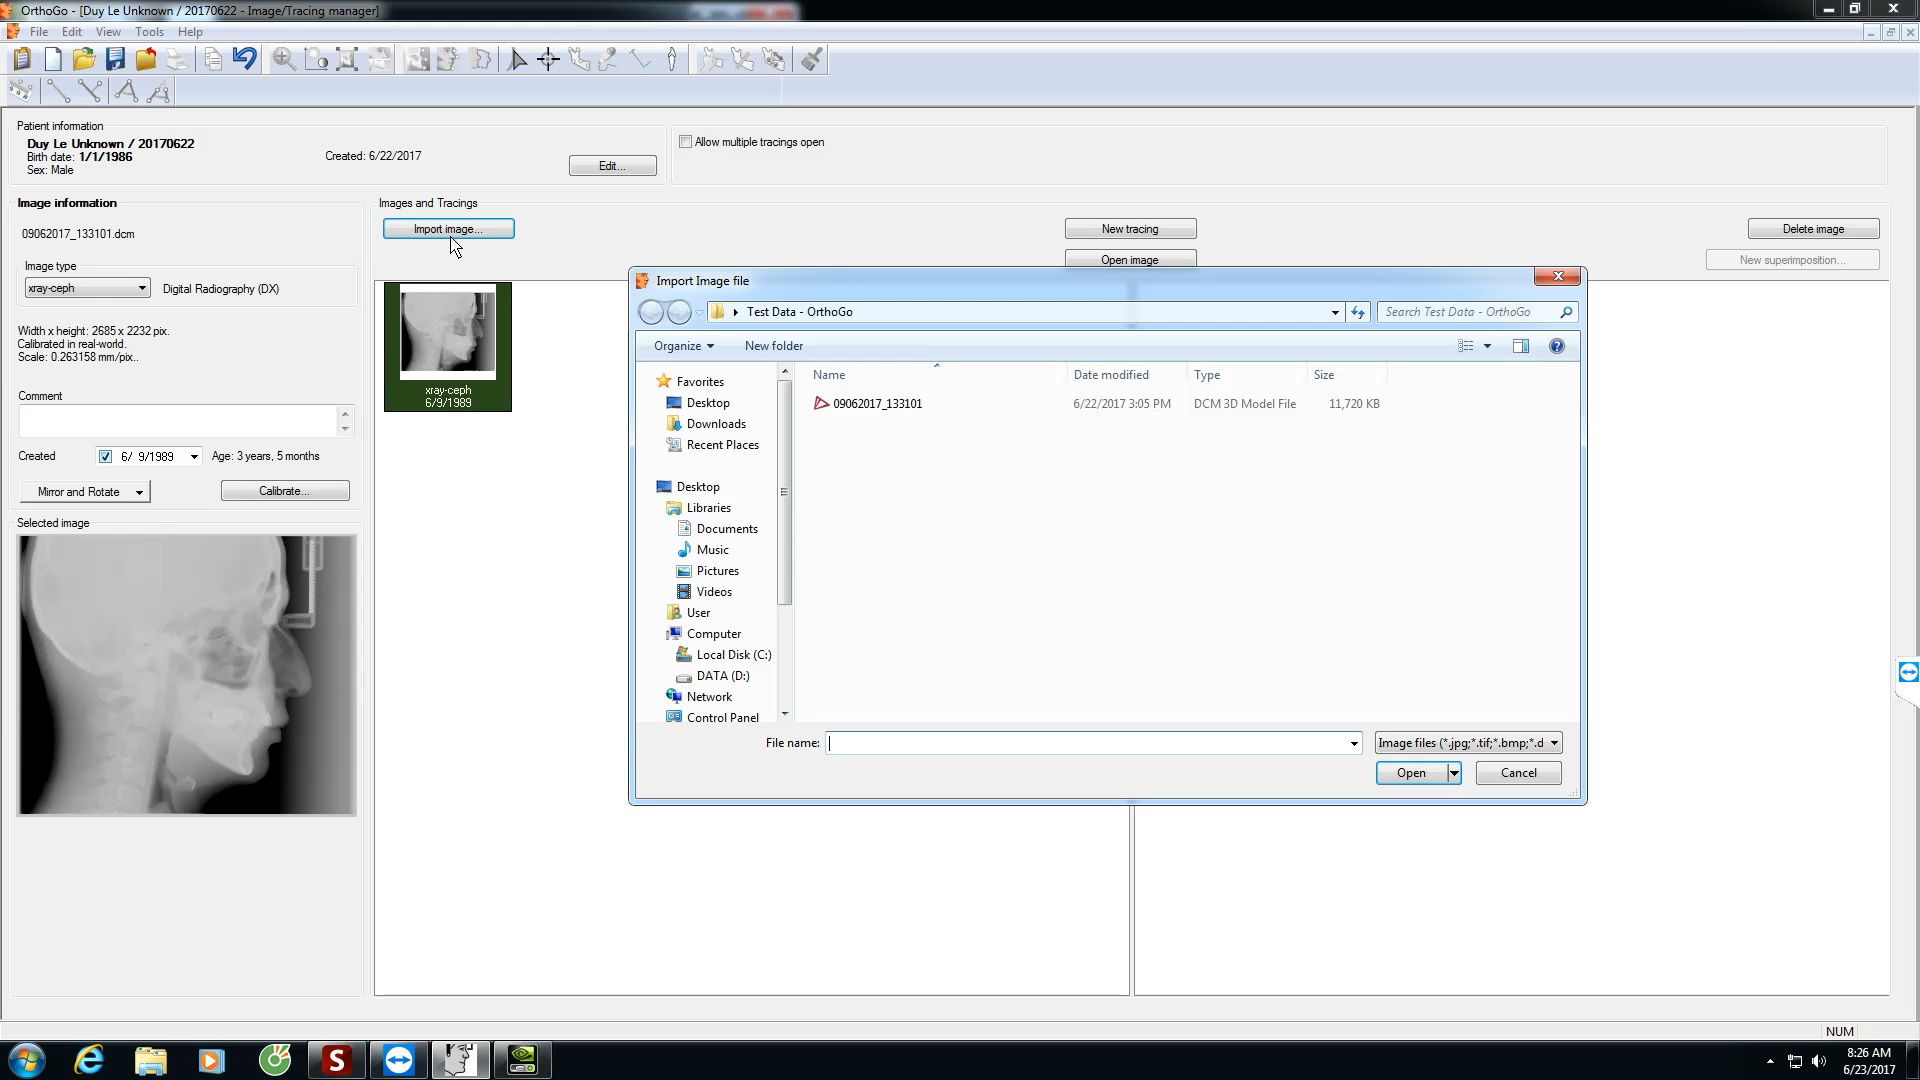 OrthoGo - [Duy Le Unknown / 20170622 - Image/Tracing manager]
File Edit View Tools Help
Patient information
Duy Le Unknown / 20170622
Birth date: 1/1/1986
Sex: Male
Created: 6/22/2017
Edit...
Allow multiple tracings open
Image information
09062017_133101.dcm
Image type
xray-ceph
Digital Radiography (DX)
Width x height: 2685 x 2232 pix.
Calibrated in real-world.
Scale: 0.263158 mm/pix..
Comment
Created
6/ 9/1989
Age: 3 years, 5 months
Mirror and Rotate
Calibrate...
Selected image
Images and Tracings
Import image...
New tracing
Delete image
Open image
New superimposition...
xray-ceph
6/9/1989
Import Image file
Test Data - OrthoGo
Search Test Data - OrthoGo
Organize
New folder
Favorites
Desktop
Downloads
Recent Places
Desktop
Libraries
Documents
Music
Pictures
Videos
User
Computer
Local Disk (C:)
DATA (D:)
Network
Control Panel
Name Date modified Type Size
09062017_133101 6/22/2017 3:05 PM DCM 3D Model File 11,720 KB
File name:
Image files (*.jpg;*.tif;*.bmp;*.d
Open
Cancel
NUM
8:26 AM
6/23/2017